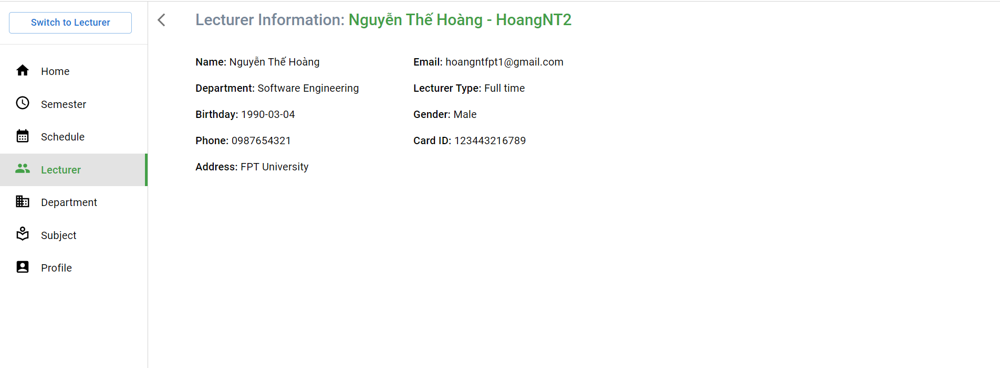 Switch to Lecturer
Home
Semester
Schedule
Lecturer
Department
Subject
Profile
Lecturer Information: Nguyễn Thế Hoàng - HoangNT2
Name: Nguyễn Thế Hoàng
Email: hoangntfpt1@gmail.com
Department: Software Engineering
Lecturer Type: Full time
Birthday: 1990-03-04
Gender: Male
Phone: 0987654321
Card ID: 123443216789
Address: FPT University